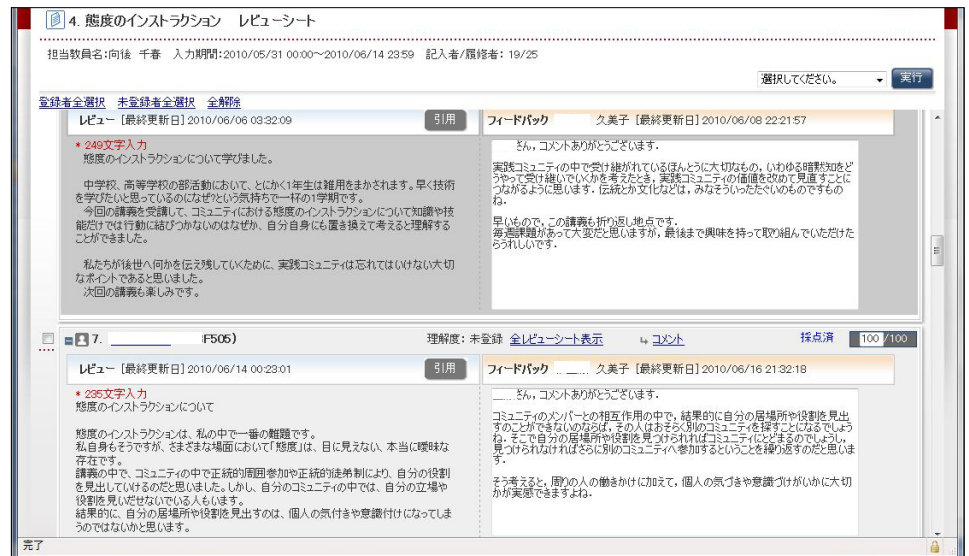 4. 態度のインストラクション レビューシート
担当教員名:向後 千春 入力期間:2010/05/31 00:00～2010/06/14 23:59 記入者/履修者: 19/25
選択してください。 実行
登録者全選択 未登録者全選択 全解除
レビュー [最終更新日] 2010/06/06 03:32:09 引用
* 249文字入力
態度のインストラクションについて学びました。
中学校、高等学校の部活動において、とにかく1年生は雑用をまかされます。早く技術
を学びたいと思っているのになぜ?という気持ちで一杯の1学期です。
今回の講義を受講して、コミュニティにおける態度のインストラクションについて知識や技
能だけでは行動に結びつかないのはなぜか、自分自身にも置き換えて考えると理解する
ことができました。
私たちが後世へ何かを伝え残していくために、実践コミュニティは忘れてはいけない大切
なポイントであると思いました。
次回の講義も楽しみです。
フィードバック 久美子 [最終更新日] 2010/06/08 22:21:57
さん，コメントありがとうございます．
実践コミュニティの中で受け継がれているほんとうに大切なもの，いわゆる暗黙知をど
うやって受け継いでいくかを考えたとき，実践コミュニティの価値を改めて見直すことに
つながるように思います．伝統とか文化などは，みなそういったたぐいのものですもの
ね．
早いもので，この講義も折り返し地点です．
毎週課題があって大変だと思いますが，最後まで興味を持って取り組んでいただけた
らうれしいです．
7. F505) 理解度: 未登録 全レビューシート表示 コメント 採点済 100 /100
レビュー [最終更新日] 2010/06/14 00:23:01 引用
* 235文字入力
態度のインストラクションについて
態度のインストラクションは、私の中で一番の難題です。
私自身もそうですが、さまざまな場面において「態度」は、目に見えない、本当に曖昧な
存在です。
講義の中で、コミュニティの中で正統的周囲参加や正統的徒弟制により、自分の役割
を見出していけるのだと思いました。しかし、自分のコミュニティの中では、自分の立場や
役割を見いだせないでいる人もいます。
結果的に、自分の居場所や役割を見出すのは、個人の気付きや意識付けになってしま
うのではないかと思います。
フィードバック 久美子 [最終更新日] 2010/06/16 21:32:18
さん，コメントありがとうございます．
コミュニティのメンバーとの相互作用の中で，結果的に自分の居場所や役割を見出
すのことができないのならば，その人はおそらく別のコミュニティを探すことになるでしょう
ね．そこで自分の居場所や役割を見つけられればコミュニティにとどまるのでしょうし，
見つけられなければさらに別のコミュニティへ参加するということを繰り返すのだと思いま
す．
そう考えると，周りの人の働きかけに加えて，個人の気づきや意識づけがいかに大切
かが実感できますよね．
完了